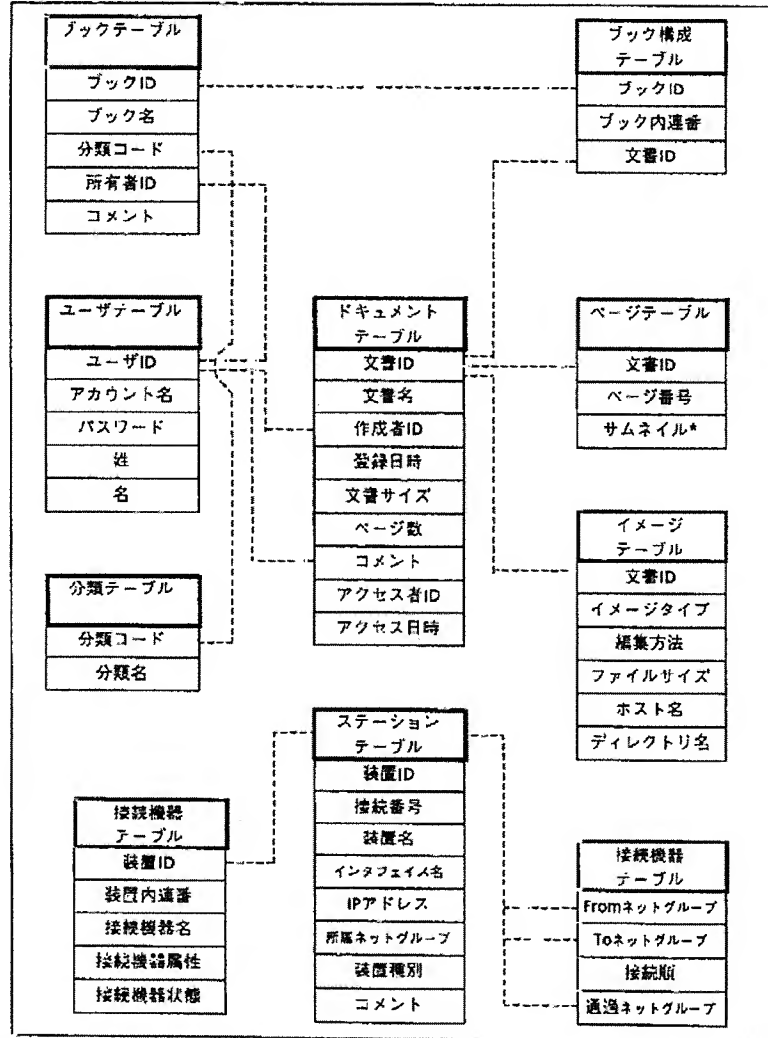 ブックテーブル
ブックID
ブック名
分類コード
所有者ID
コメント
ブック構成
テーブル
ブックID
ブック内連番
文書ID
ユーザテーブル
ユーザID
アカウント名
パスワード
姓
名
ドキュメント
テーブル
文書ID
文書名
作成者ID
登録日時
文書サイズ
ページ数
コメント
アクセス者ID
アクセス日時
ページテーブル
文書ID
ページ番号
サムネイル*
イメージ
テーブル
文書ID
イメージタイプ
編集方法
ファイルサイズ
ホスト名
ディレクトリ名
分類テーブル
分類コード
分類名
ステーション
テーブル
装置ID
接続番号
装置名
インタフェイス名
IPアドレス
所属ネットグループ
装置種別
コメント
接続機器
テーブル
装置ID
装置内連番
接続機器名
接続機器属性
接続機器状態
接続機器
テーブル
Fromネットグループ
Toネットグループ
接続順
通過ネットグループ